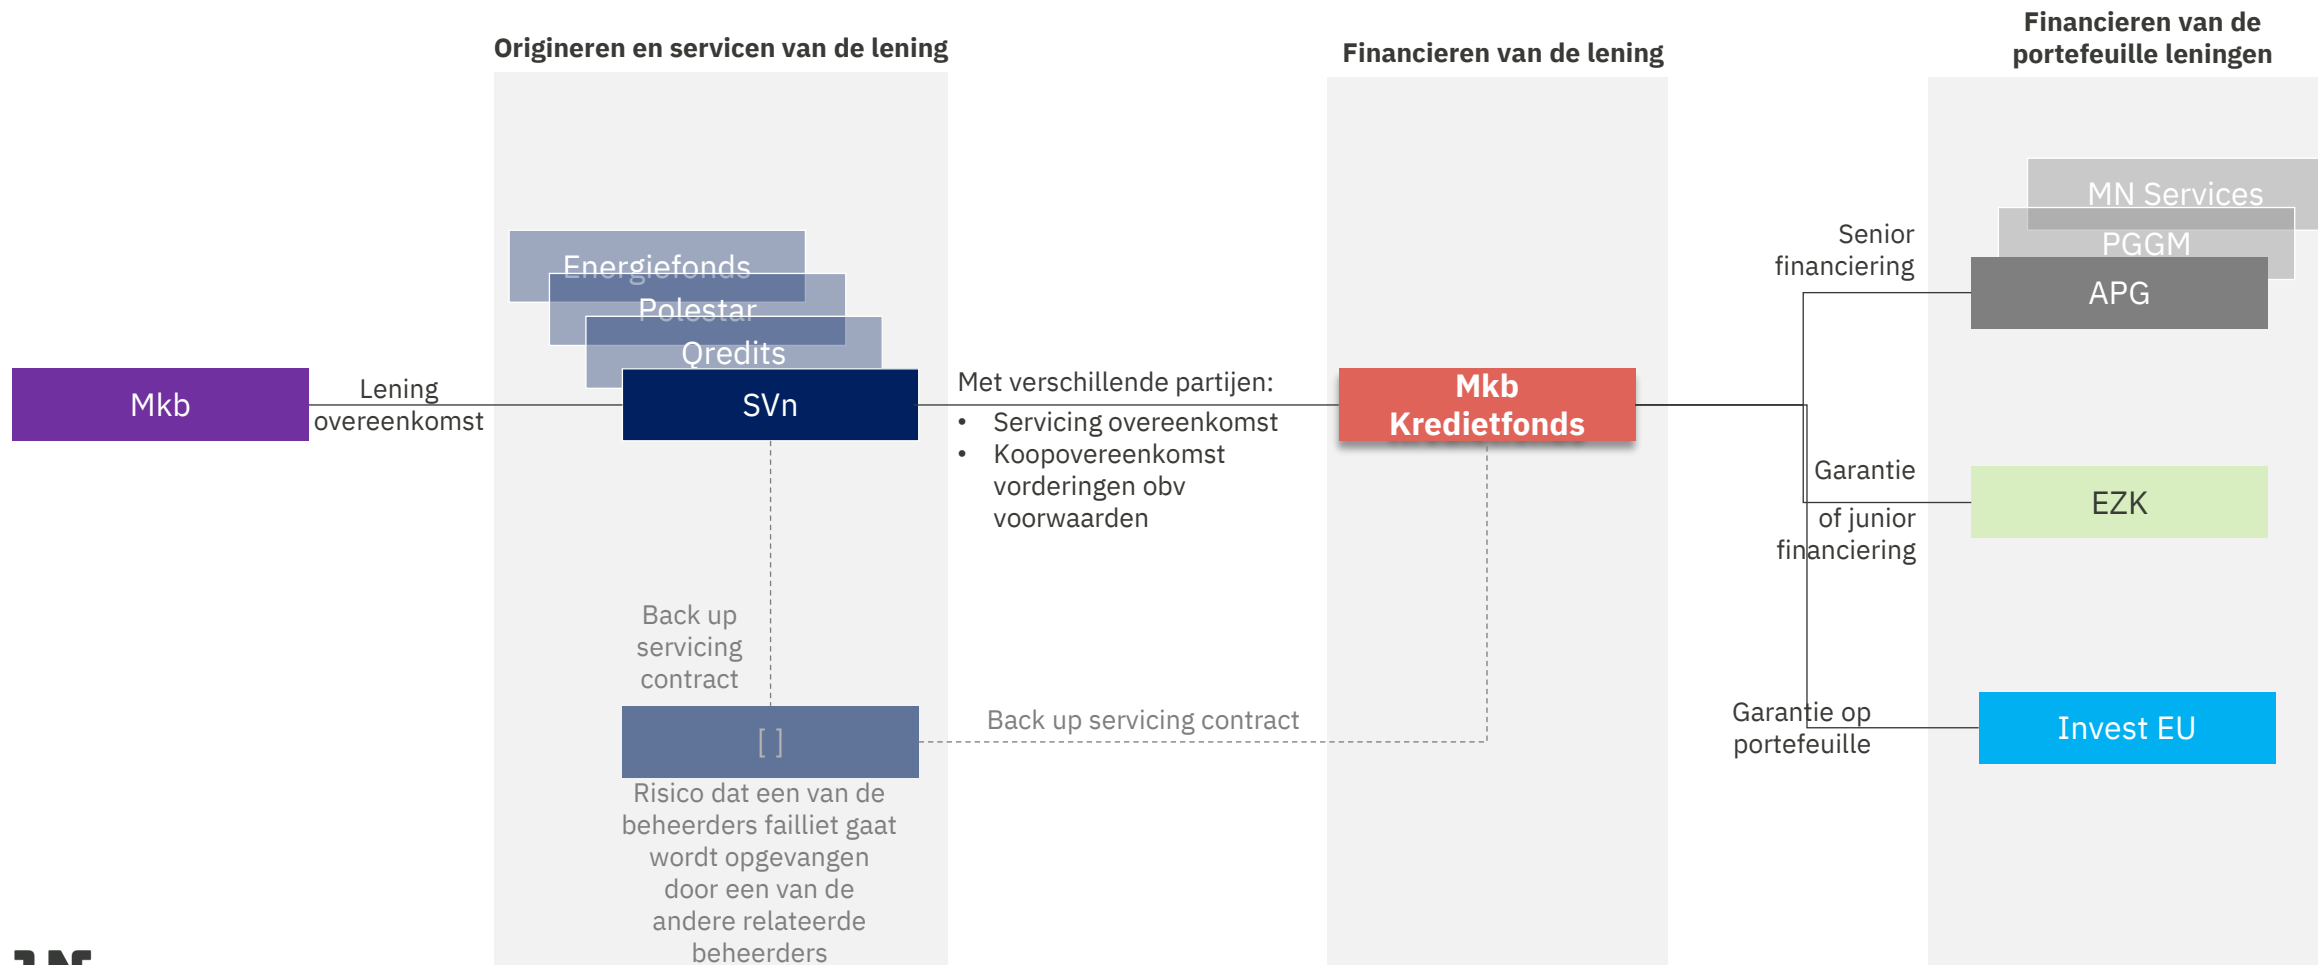 Origineren en servicen van de lening
Financieren van de lening
Financieren van de
portefeuille leningen
Energiefonds
Polestar
Qredits
SVn
Mkb
Lening
overeenkomst
Met verschillende partijen:
• Servicing overeenkomst
• Koopovereenkomst
vorderingen obv
voorwaarden
Mkb
Kredietfonds
Senior
financiering
MN Services
PGGM
APG
Garantie
of junior
financiering
EZK
Garantie op
portefeuille
Invest EU
Back up
servicing
contract
[ ]
Back up servicing contract
Risico dat een van de
beheerders failliet gaat
wordt opgevangen
door een van de
andere relateerde
beheerders